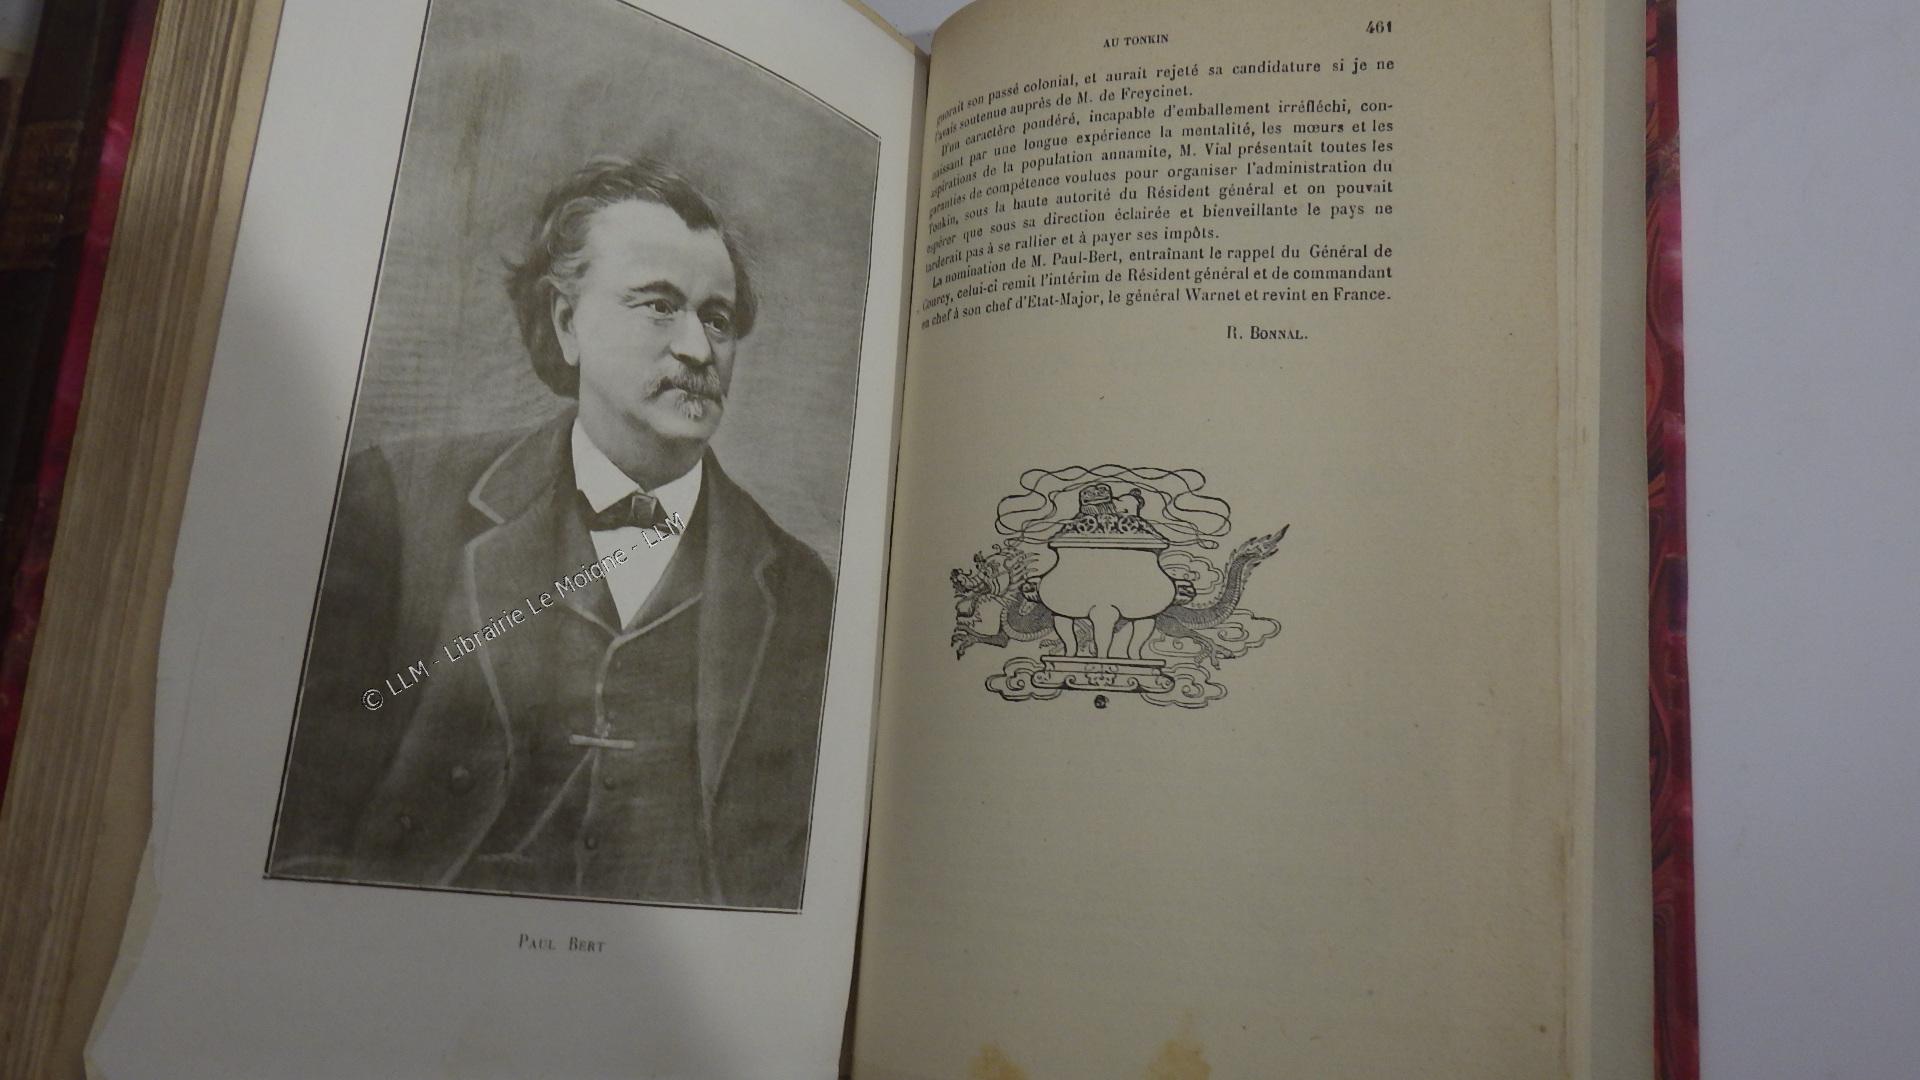 © LLM - Librairie Le Moigne - LLM
PAUL BERT
AU TONKIN
461
gnorait son passé colonial, et aurait rejeté sa candidature si je ne
l'avais soutenue auprès de M. de Freycinet.
D'un caractère pondéré, incapable d'emballement irréfléchi, con-
naissant par une longue expérience la mentalité, les mœurs et les
aspirations de la population annamite, M. Vial présentait toutes les
garanties de compétence voulues pour organiser l'administration du
Tonkin, sous la haute autorité du Résident général et on pouvait
espérer que sous sa direction éclairée et bienveillante le pays ne
tarderait pas à se rallier et à payer ses impôts.
La nomination de M. Paul-Bert, entraînant le rappel du Général de
Courcy, celui-ci remit l'intérim de Résident général et de commandant
en chef à son chef d'Etat-Major, le général Warnet et revint en France.
R. BONNAL.